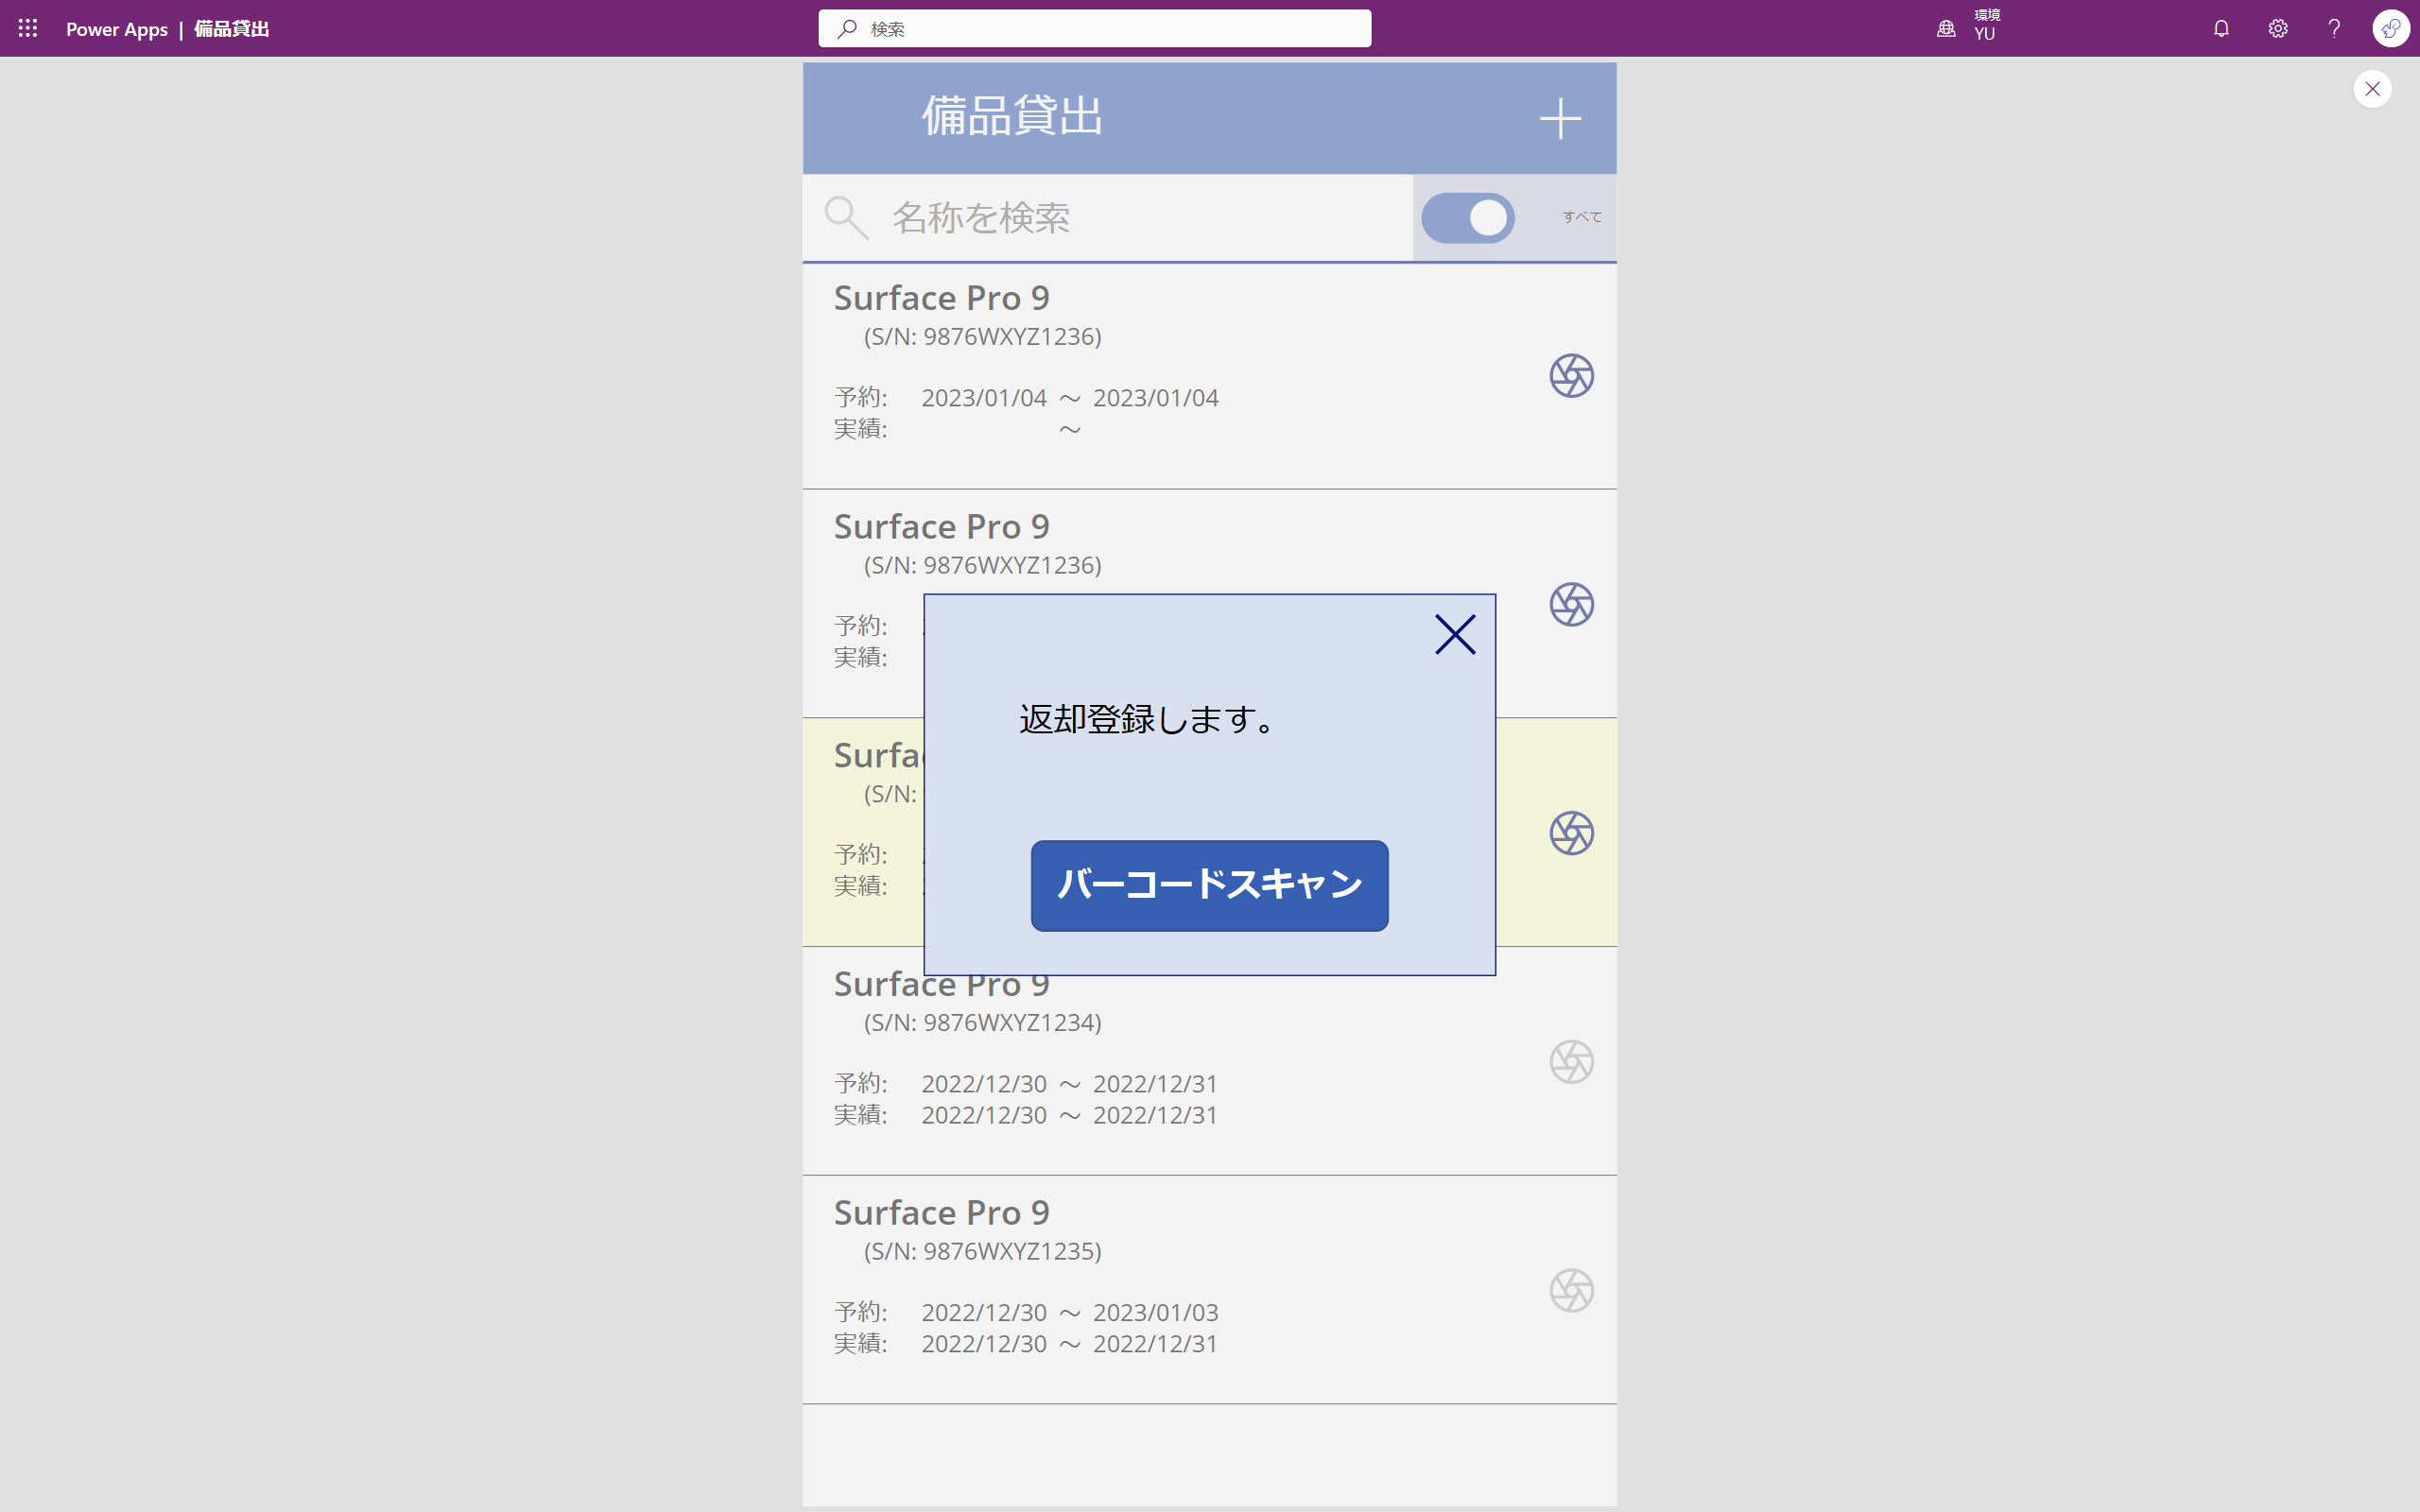 Power Apps | 備品貸出
検索
環境
YU
備品貸出
名称を検索
すべて
Surface Pro 9
(S/N: 9876WXYZ1236)
予約: 2023/01/04 ～ 2023/01/04
実績: ～
Surface Pro 9
(S/N: 9876WXYZ1236)
予約:
実績:
返却登録します。
(S/N:
予約:
実績:
バーコードスキャン
Surface Pro 9
(S/N: 9876WXYZ1234)
予約: 2022/12/30 ～ 2022/12/31
実績: 2022/12/30 ～ 2022/12/31
Surface Pro 9
(S/N: 9876WXYZ1235)
予約: 2022/12/30 ～ 2023/01/03
実績: 2022/12/30 ～ 2022/12/31